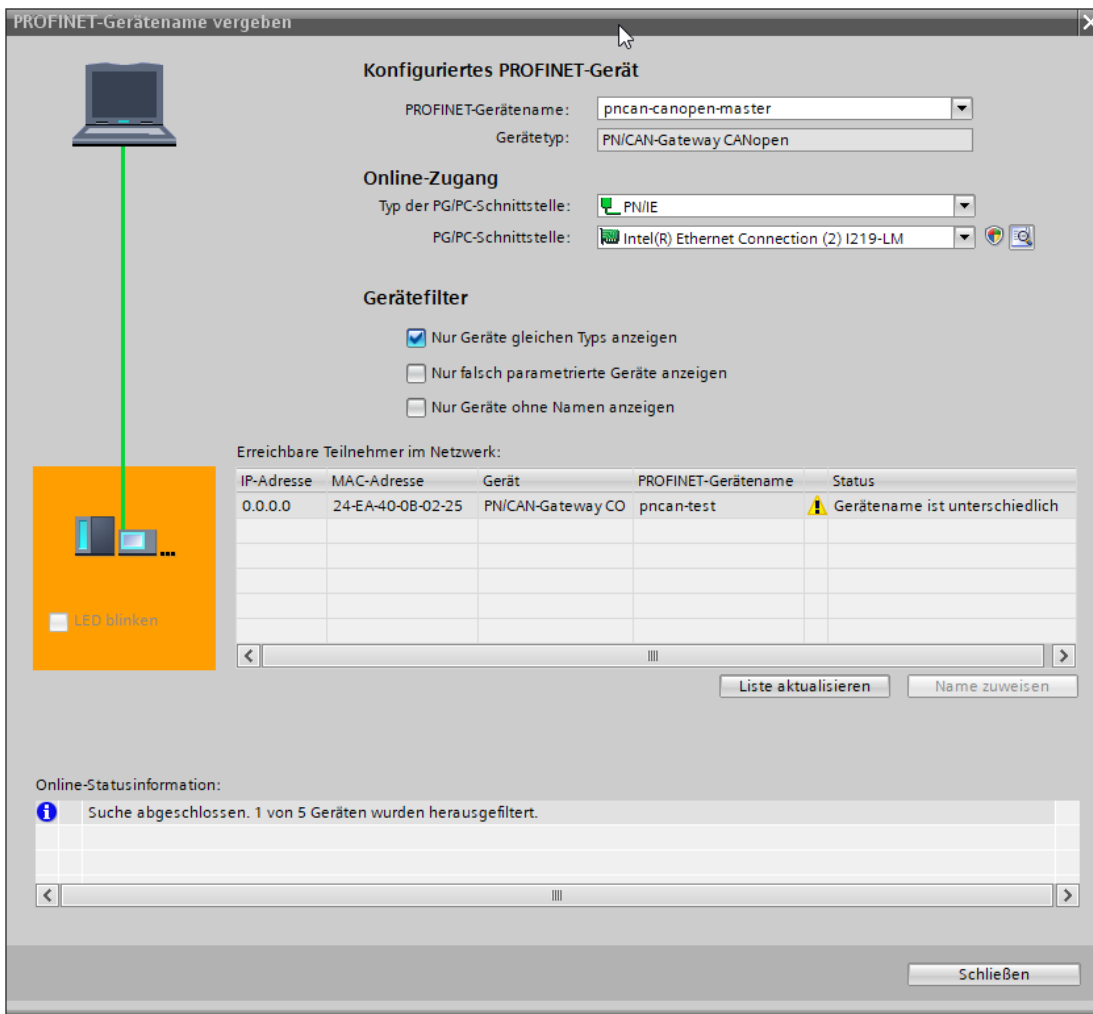 PROFINET-Gerätename vergeben
Konfiguriertes PROFINET-Gerät
PROFINET-Gerätename: pncan-canopen-master
Gerätetyp: PN/CAN-Gateway CANopen
Online-Zugang
Typ der PG/PC-Schnittstelle: PN/IE
PG/PC-Schnittstelle: Intel(R) Ethernet Connection (2) I219-LM
Gerätefilter
Nur Geräte gleichen Typs anzeigen
Nur falsch parametrierte Geräte anzeigen
Nur Geräte ohne Namen anzeigen
Erreichbare Teilnehmer im Netzwerk:
IP-Adresse MAC-Adresse Gerät PROFINET-Gerätename Status
0.0.0.0 24-EA-40-0B-02-25 PN/CAN-Gateway CO pncan-test Gerätename ist unterschiedlich
LED blinken
Liste aktualisieren Name zuweisen
Online-Statusinformation:
Suche abgeschlossen. 1 von 5 Geräten wurden herausgefiltert.
Schließen